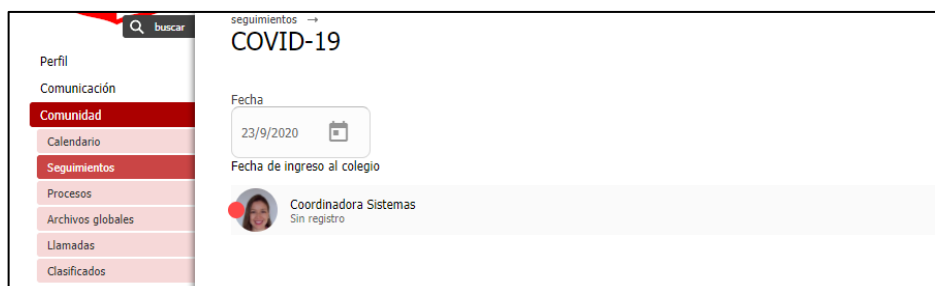 buscar
Perfil
Comunicación
Comunidad
Calendario
Seguimientos
Procesos
Archivos globales
Llamadas
Clasificados
seguimientos →
COVID-19
Fecha
23/9/2020
Fecha de ingreso al colegio
Coordinadora Sistemas
Sin registro